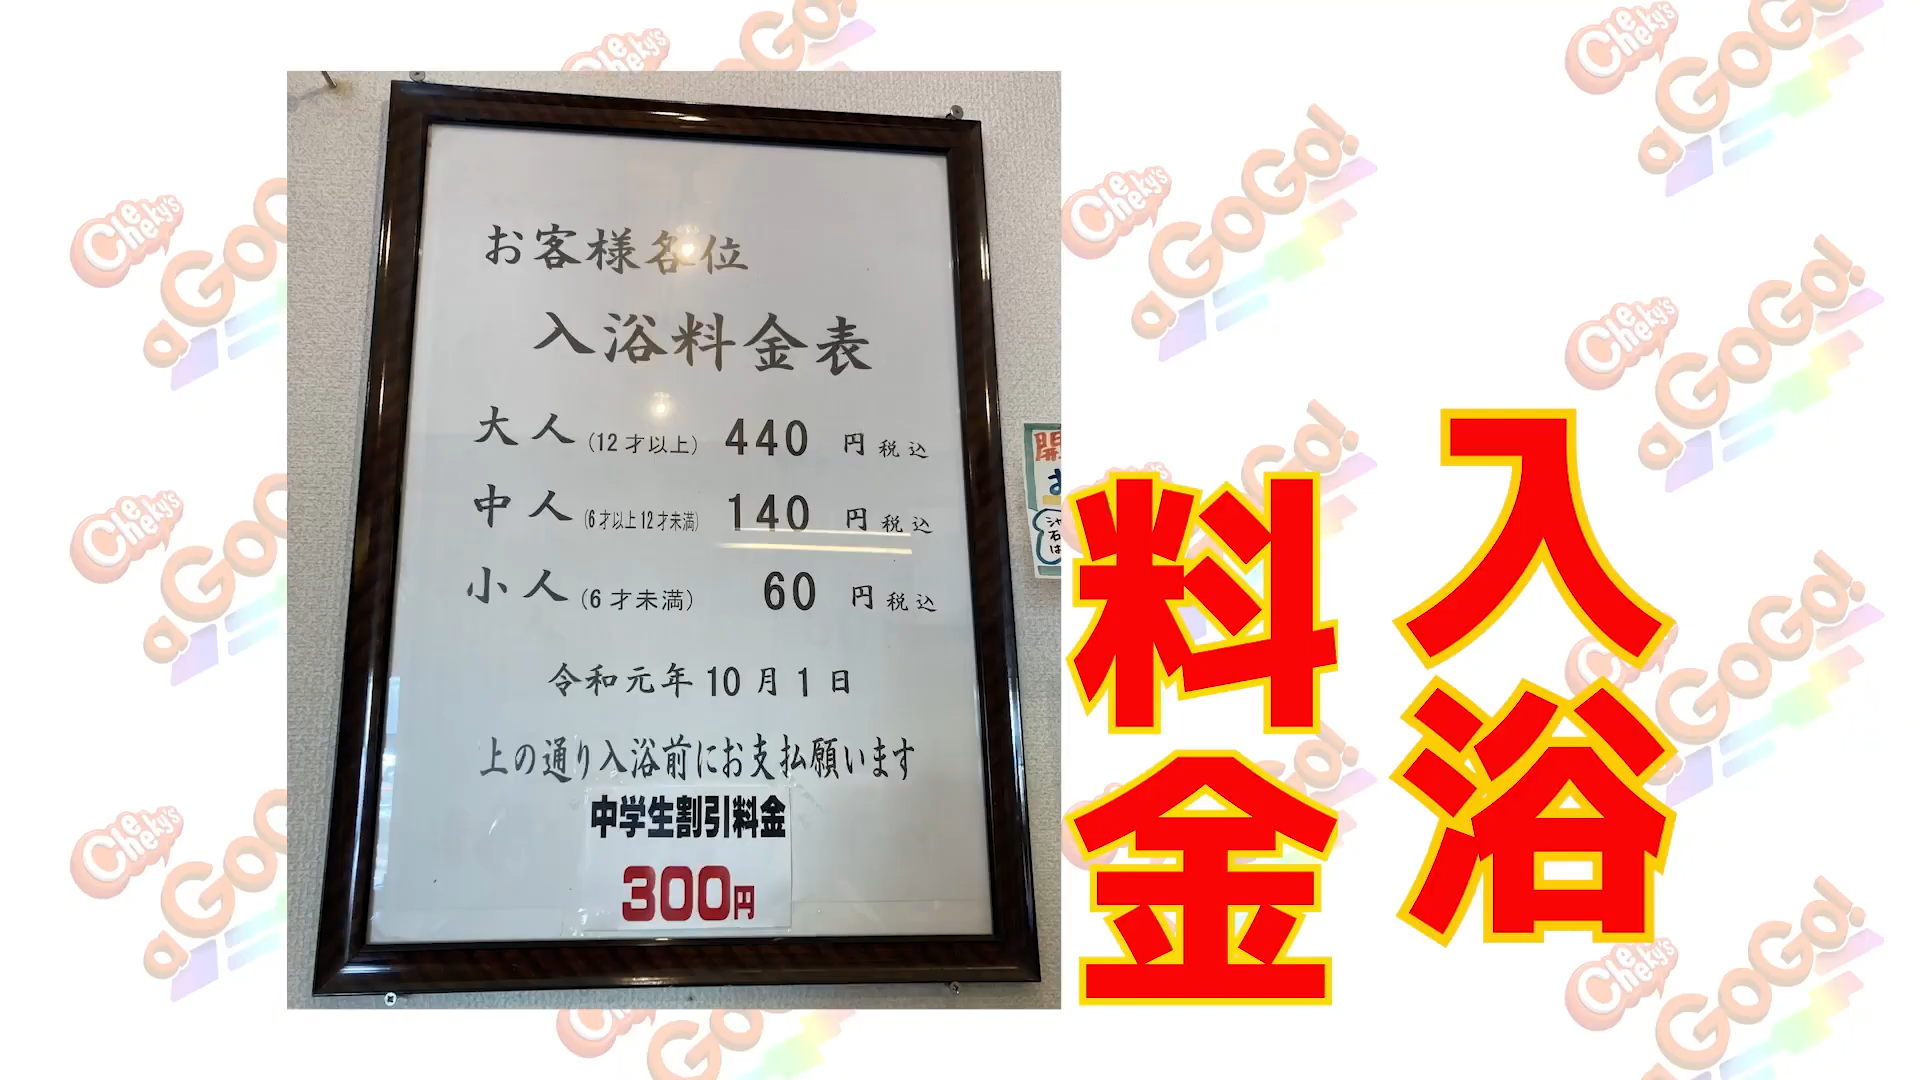 お客様各位
入浴料金表
大人(12才以上) 440 円税込
中人(6才以上12才未満) 140 円税込
小人(6才未満) 60 円税込
令和元年10月1日
上の通り入浴前にお支払願います
中学生割引料金
300円
入浴
料金
Cheeky's
a GoGo!